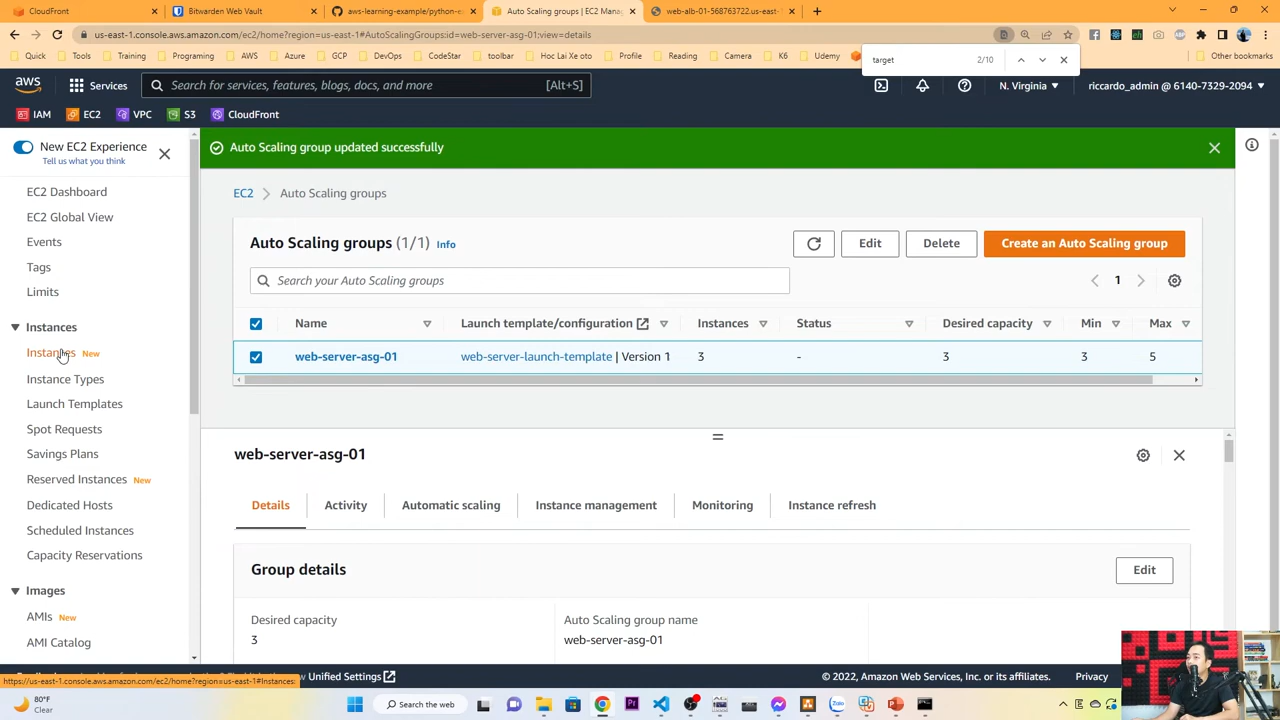 CloudFront
Bitwarden Web Vault
aws-learning-example/python-e
Auto Scaling groups | EC2 Mana
web-alb-01-568763722.us-east-1
us-east-1.console.aws.amazon.com/ec2/home?region=us-east-1#AutoScalingGroups:id=web-server-asg-01;view=details
Quick
Tools
Training
Programing
AWS
Azure
GCP
DevOps
CodeStar
toolbar
Hoc Lai Xe oto
Profile
Reading
Camera
K6
Udemy
Other bookmarks
target
2/10
aws
Services
Search for services, features, blogs, docs, and more
[Alt+S]
N. Virginia
riccardo_admin @ 6140-7329-2094
IAM
EC2
VPC
S3
CloudFront
New EC2 Experience
Tell us what you think
EC2 Dashboard
EC2 Global View
Events
Tags
Limits
Instances
Instances New
Instance Types
Launch Templates
Spot Requests
Savings Plans
Reserved Instances New
Dedicated Hosts
Scheduled Instances
Capacity Reservations
Images
AMIs New
AMI Catalog
Auto Scaling group updated successfully
EC2
Auto Scaling groups
Auto Scaling groups (1/1) Info
Edit
Delete
Create an Auto Scaling group
Search your Auto Scaling groups
1
Name
Launch template/configuration
Instances
Status
Desired capacity
Min
Max
web-server-asg-01
web-server-launch-template | Version 1
3
-
3
3
5
web-server-asg-01
Details
Activity
Automatic scaling
Instance management
Monitoring
Instance refresh
Group details
Edit
Desired capacity
3
Auto Scaling group name
web-server-asg-01
https://us-east-1.console.aws.amazon.com/ec2/home?region=us-east-1#Instances:
Unified Settings
© 2022, Amazon Web Services, Inc. or its affiliates.
Privacy
80°F
Clear
Search the web